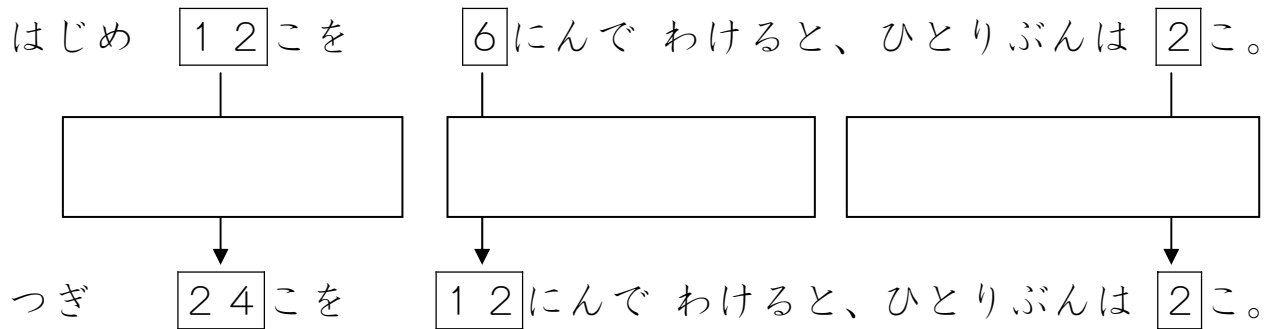 はじめ 12こを 6にんで わけると、ひとりぶんは 2こ。
つぎ 24こを 12にんで わけると、ひとりぶんは 2こ。